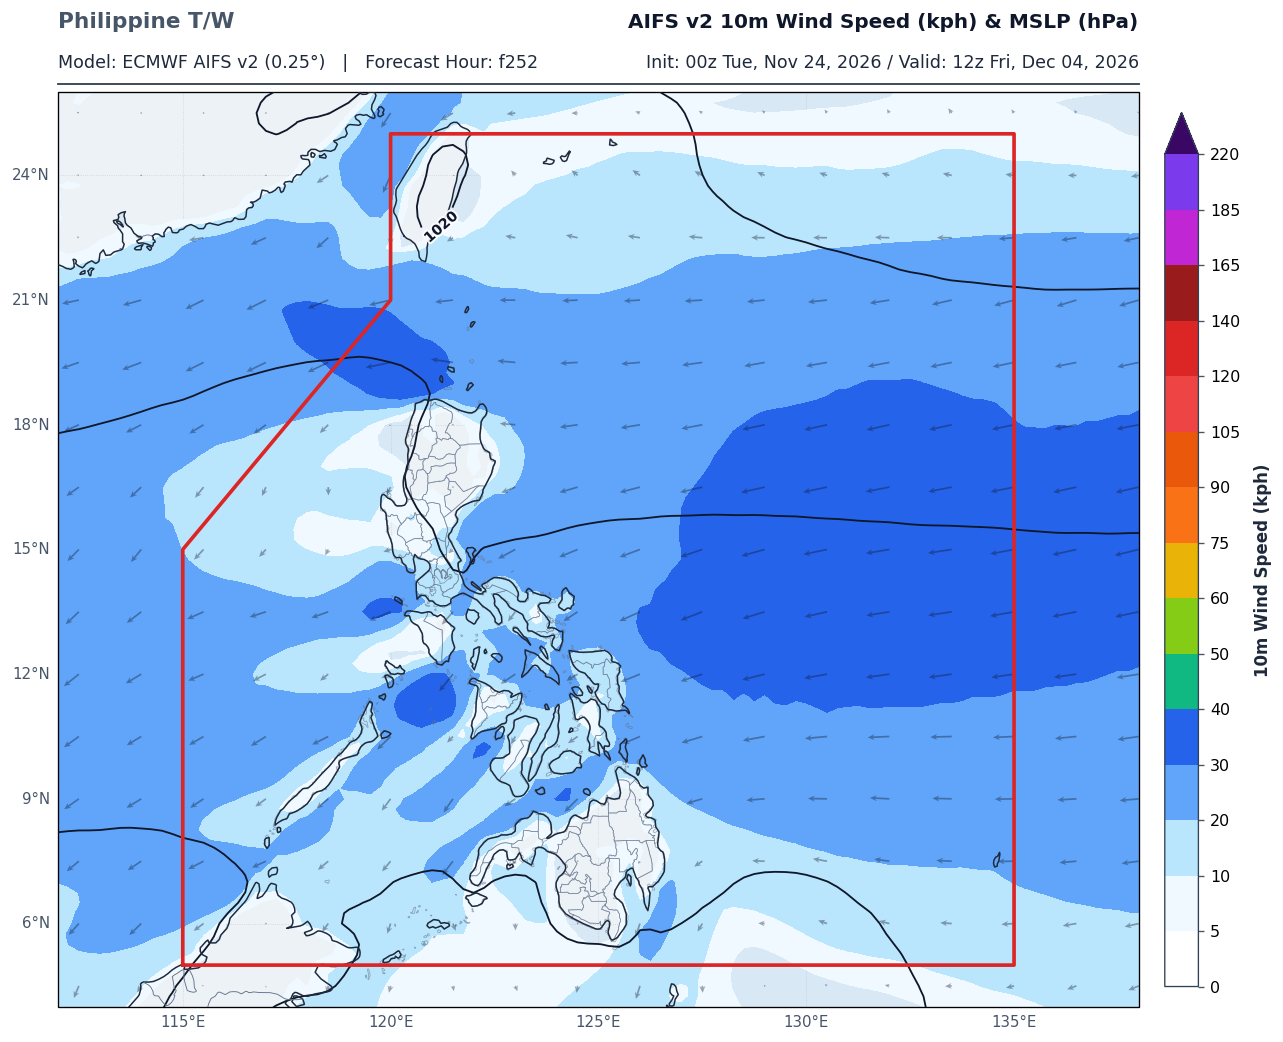 Philippine T/W
AIFS v2 10m Wind Speed (kph) & MSLP (hPa)
Model: ECMWF AIFS v2 (0.25°) | Forecast Hour: f252
Init: 00z Tue, Nov 24, 2026 / Valid: 12z Fri, Dec 04, 2026
24°N
21°N
18°N
15°N
12°N
9°N
6°N
1020
115°E
120°E
125°E
130°E
135°E
220
185
165
140
120
105
90
75
60
50
40
30
20
10
5
0
10m Wind Speed (kph)